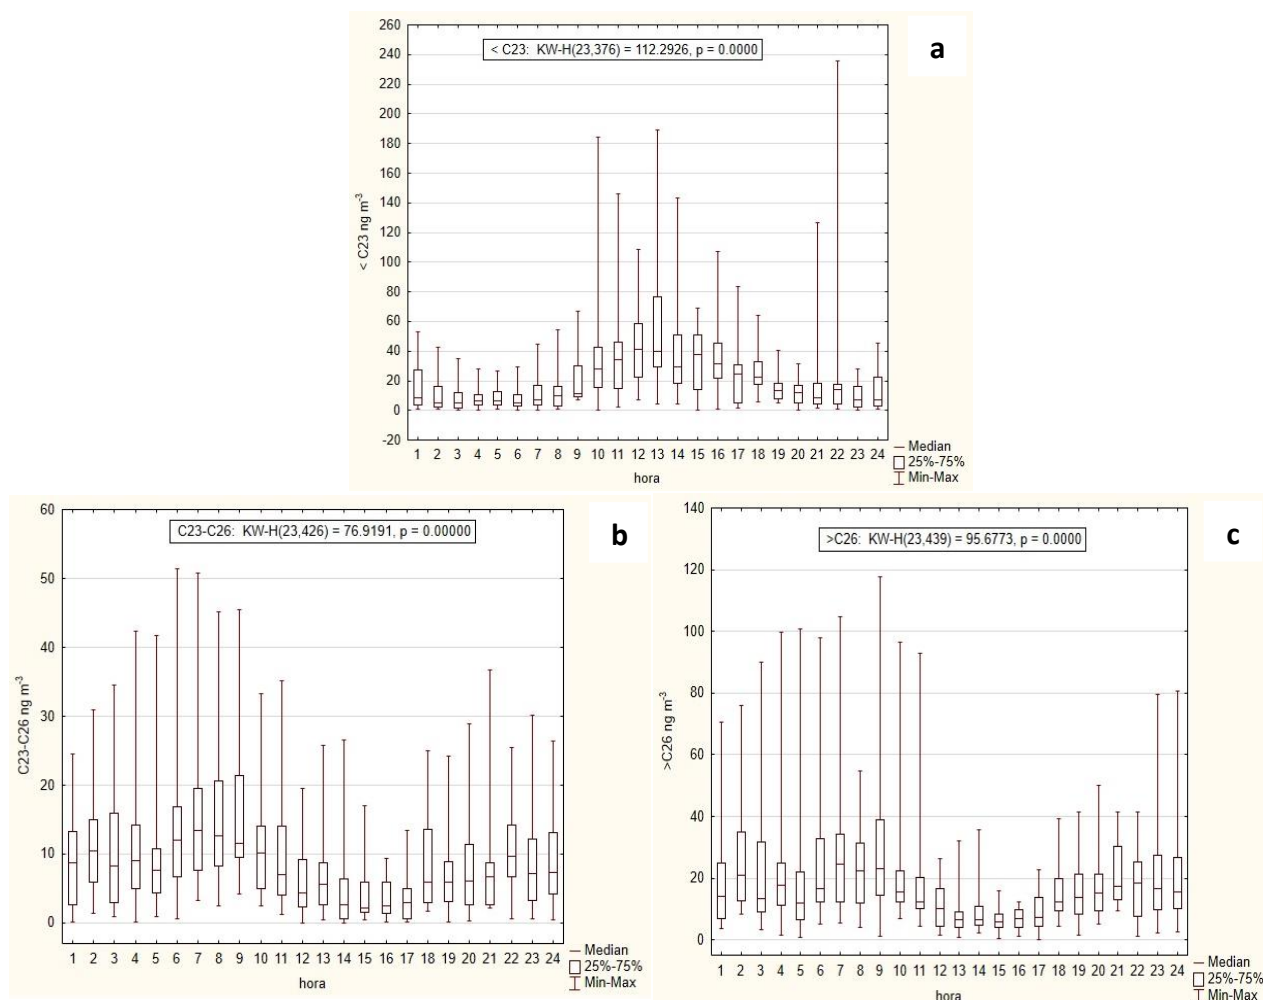 260
240
220
200
180
160
140
120
100
80
60
40
20
0
-20
< C23 ng m-3
< C23: KW-H(23,376) = 112.2926, p = 0.0000
a
1 2 3 4 5 6 7 8 9 10 11 12 13 14 15 16 17 18 19 20 21 22 23 24
hora
Median
25%-75%
Min-Max
60
50
40
30
20
10
0
C23-C26 ng m-3
C23-C26: KW-H(23,426) = 76.9191, p = 0.00000
b
1 2 3 4 5 6 7 8 9 10 11 12 13 14 15 16 17 18 19 20 21 22 23 24
hora
Median
25%-75%
Min-Max
140
120
100
80
60
40
20
0
>C26 ng m-3
>C26: KW-H(23,439) = 95.6773, p = 0.0000
c
1 2 3 4 5 6 7 8 9 10 11 12 13 14 15 16 17 18 19 20 21 22 23 24
hora
Median
25%-75%
Min-Max